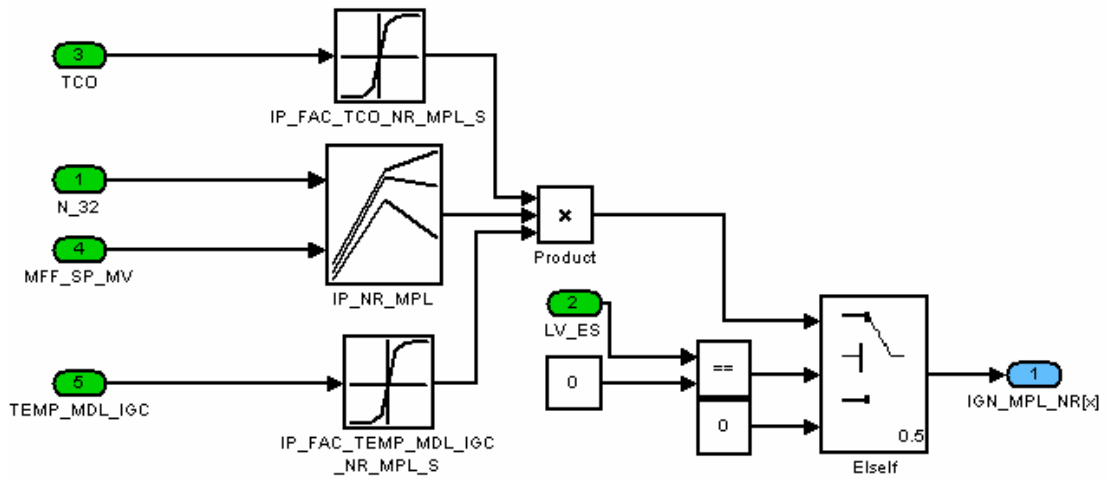 3
TCO
IP_FAC_TCO_NR_MPL_S
1
N_32
4
MFF_SP_MV
IP_NR_MPL
×
Product
2
LV_ES
0
==
0
0.5
ElseIf
1
IGN_MPL_NR[x]
5
TEMP_MDL_IGC
IP_FAC_TEMP_MDL_IGC
_NR_MPL_S